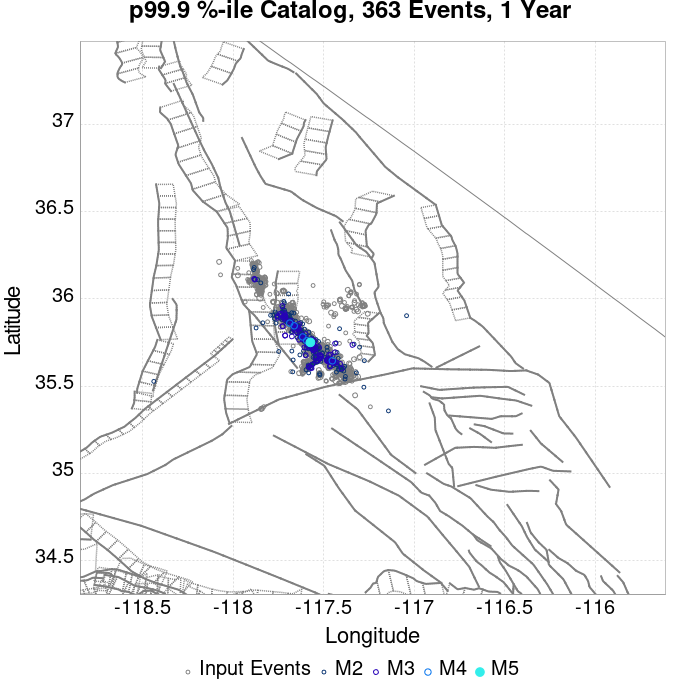 p99.9 %-ile Catalog, 363 Events, 1 Year
Latitude
37
36.5
36
35.5
35
34.5
-118.5 -118 -117.5 -117 -116.5 -116
Longitude
Input Events M2 M3 M4 M5